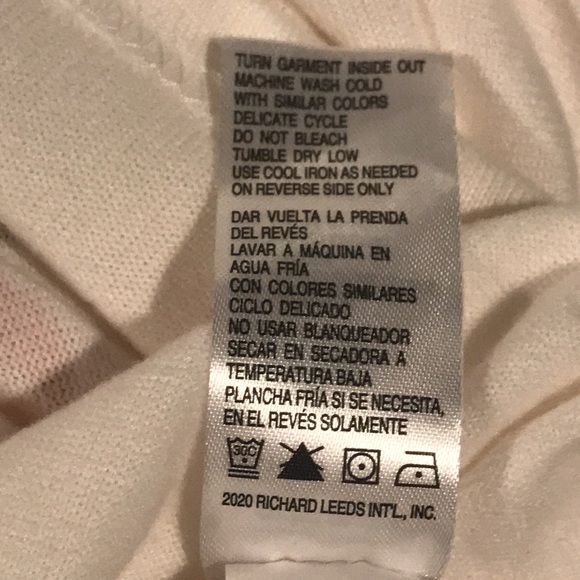 TURN GARMENT INSIDE OUT
MACHINE WASH COLD
WITH SIMILAR COLORS
DELICATE CYCLE
DO NOT BLEACH
TUMBLE DRY LOW
USE COOL IRON AS NEEDED
ON REVERSE SIDE ONLY
DAR VUELTA LA PRENDA
DEL REVÉS
LAVAR A MÁQUINA EN
AGUA FRÍA
CON COLORES SIMILARES
CICLO DELICADO
NO USAR BLANQUEADOR
SECAR EN SECADORA A
TEMPERATURA BAJA
PLANCHA FRÍA SI SE NECESITA,
EN EL REVÉS SOLAMENTE
30C
2020 RICHARD LEEDS INT'L., INC.